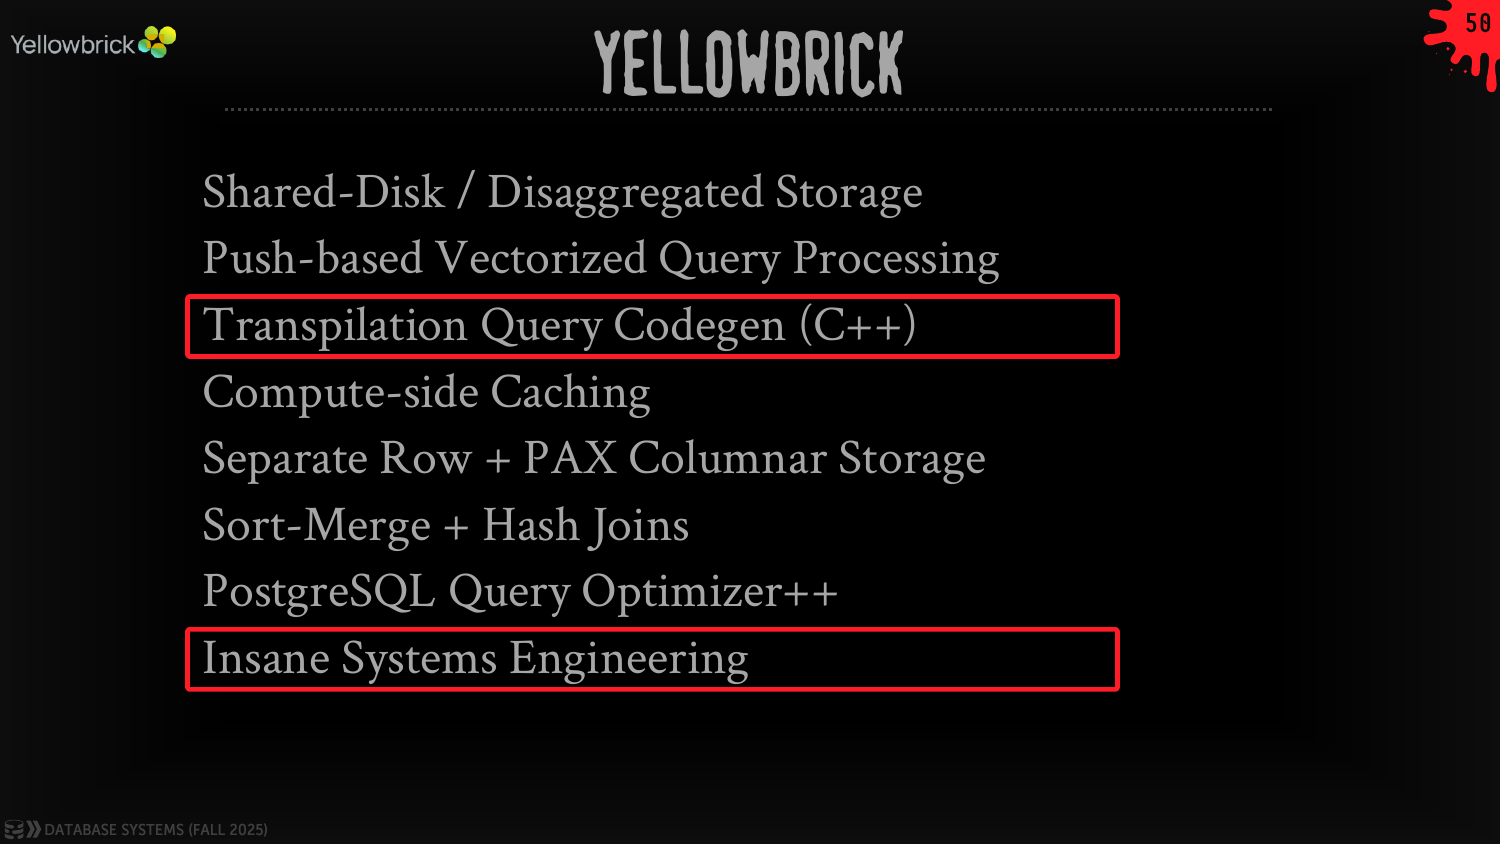 Yellowbrick
YELLOWBRICK
50
Shared-Disk / Disaggregated Storage
Push-based Vectorized Query Processing
Transpilation Query Codegen (C++)
Compute-side Caching
Separate Row + PAX Columnar Storage
Sort-Merge + Hash Joins
PostgreSQL Query Optimizer++
Insane Systems Engineering
DATABASE SYSTEMS (FALL 2025)